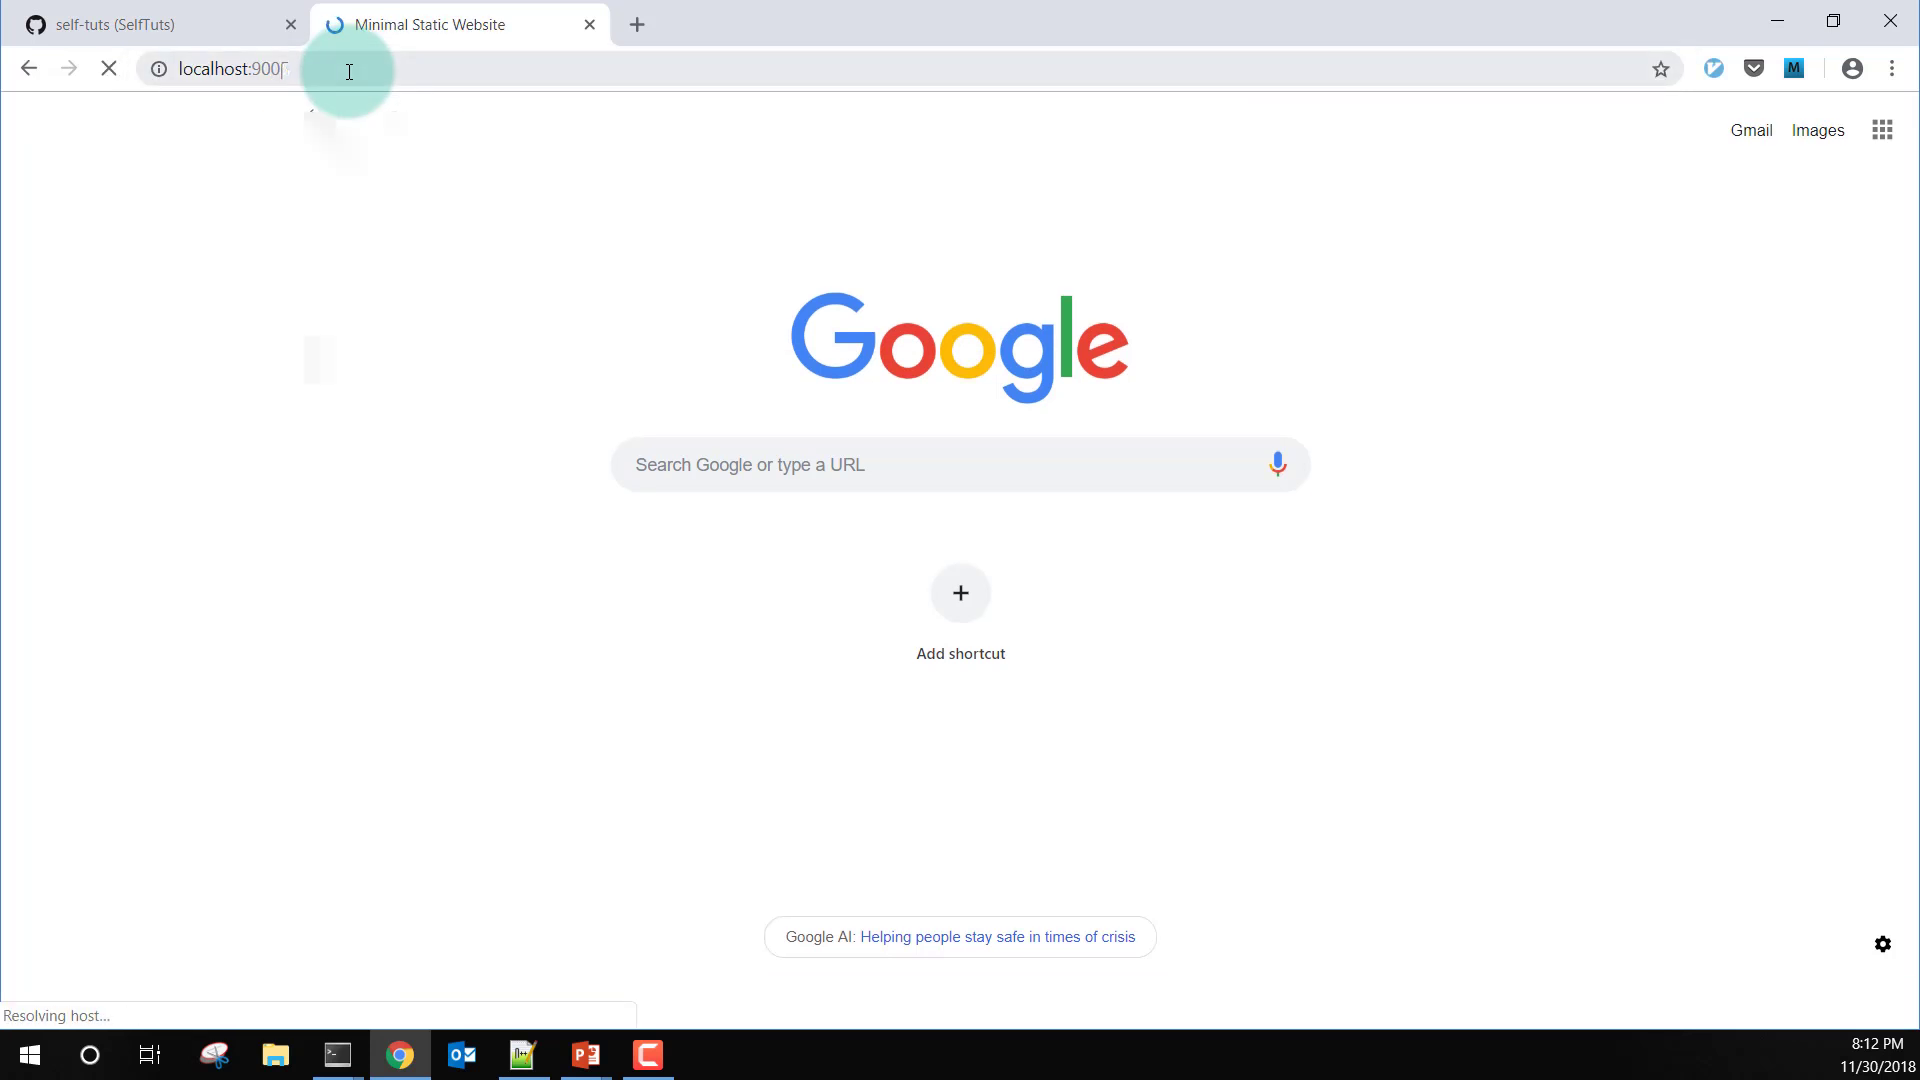 self-tuts (SelfTuts)
Minimal Static Website
localhost:900
Gmail Images
Google
Search Google or type a URL
Add shortcut
Google AI: Helping people stay safe in times of crisis
Resolving host...
8:12 PM
11/30/2018